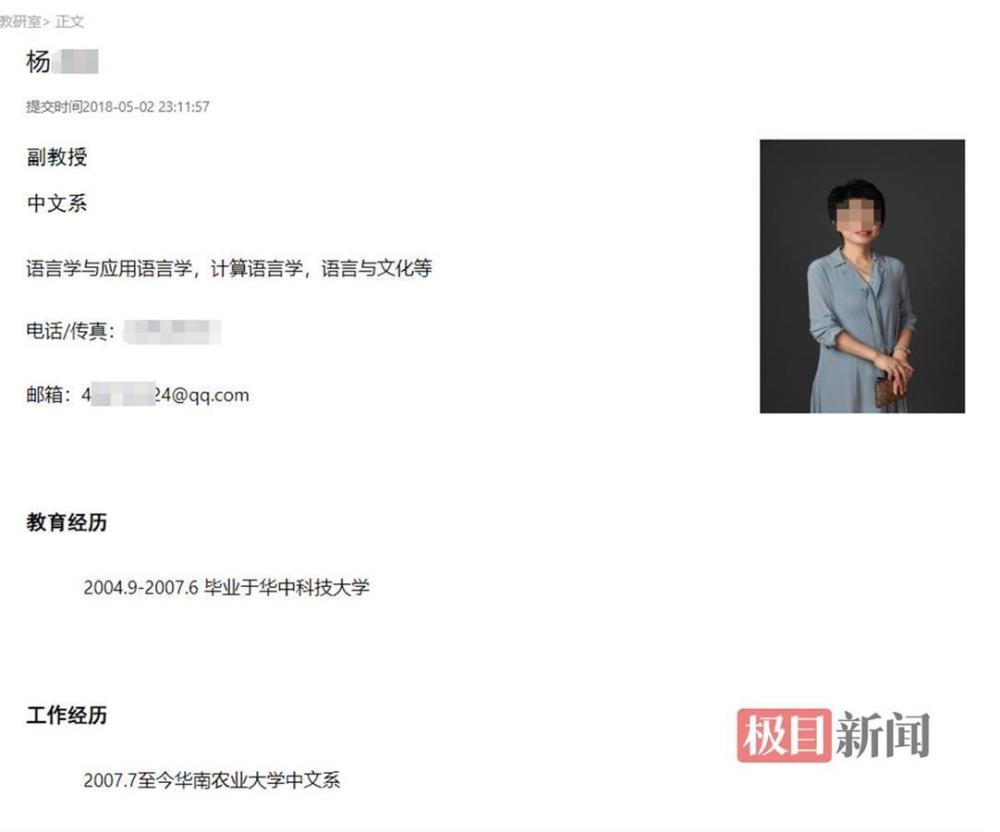 教研室> 正文
杨
提交时间2018-05-02 23:11:57
副教授
中文系
语言学与应用语言学，计算语言学，语言与文化等
电话/传真：
邮箱：4 24@qq.com
教育经历
2004.9-2007.6 毕业于华中科技大学
工作经历
2007.7至今华南农业大学中文系
极目新闻